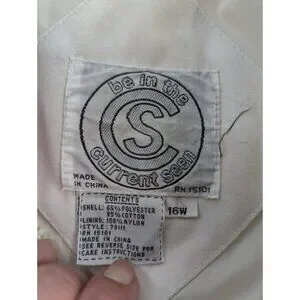 be in the
CS
current seen
MADE
IN CHINA
RN 15101
CONTENTS
SHELL: 65% POLYESTER
35% COTTON
LINING: 100% NYLON
STYLE: 70111
RN 15101
MADE IN CHINA
SEE REVERSE SIDE FOR
CARE INSTRUCTIONS
16W